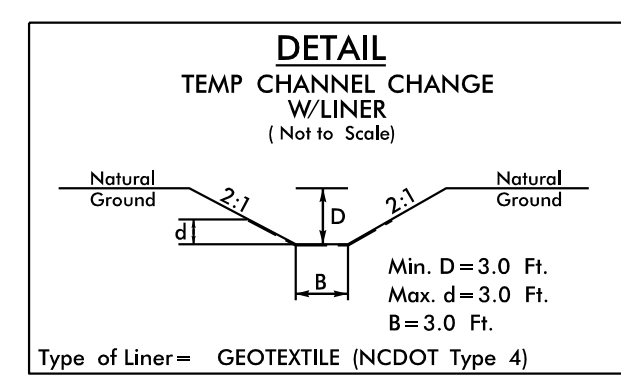 DETAIL
TEMP CHANNEL CHANGE
W/LINER
( Not to Scale)
Natural
Ground
2:1
D
d
B
2:1
Natural
Ground
Min. D=3.0 Ft.
Max. d=3.0 Ft.
B=3.0 Ft.
Type of Liner= GEOTEXTILE (NCDOT Type 4)